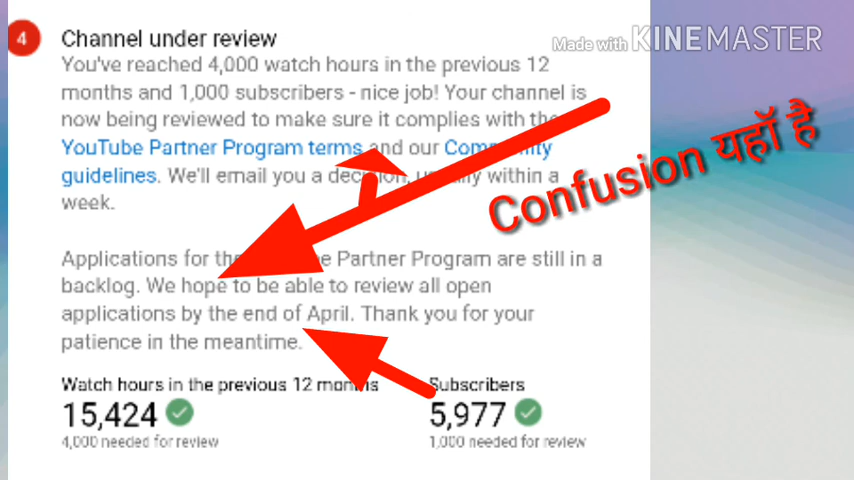 4
Channel under review
Made with KINEMASTER
You've reached 4,000 watch hours in the previous 12
months and 1,000 subscribers - nice job! Your channel is
now being reviewed to make sure it complies with the
YouTube Partner Program terms and our Community
guidelines. We'll email you a decision, usually within a
week.
Confusion यहाॅ है
Applications for the Partner Program are still in a
backlog. We hope to be able to review all open
applications by the end of April. Thank you for your
patience in the meantime.
Watch hours in the previous 12 months
15,424
4,000 needed for review
Subscribers
5,977
1,000 needed for review